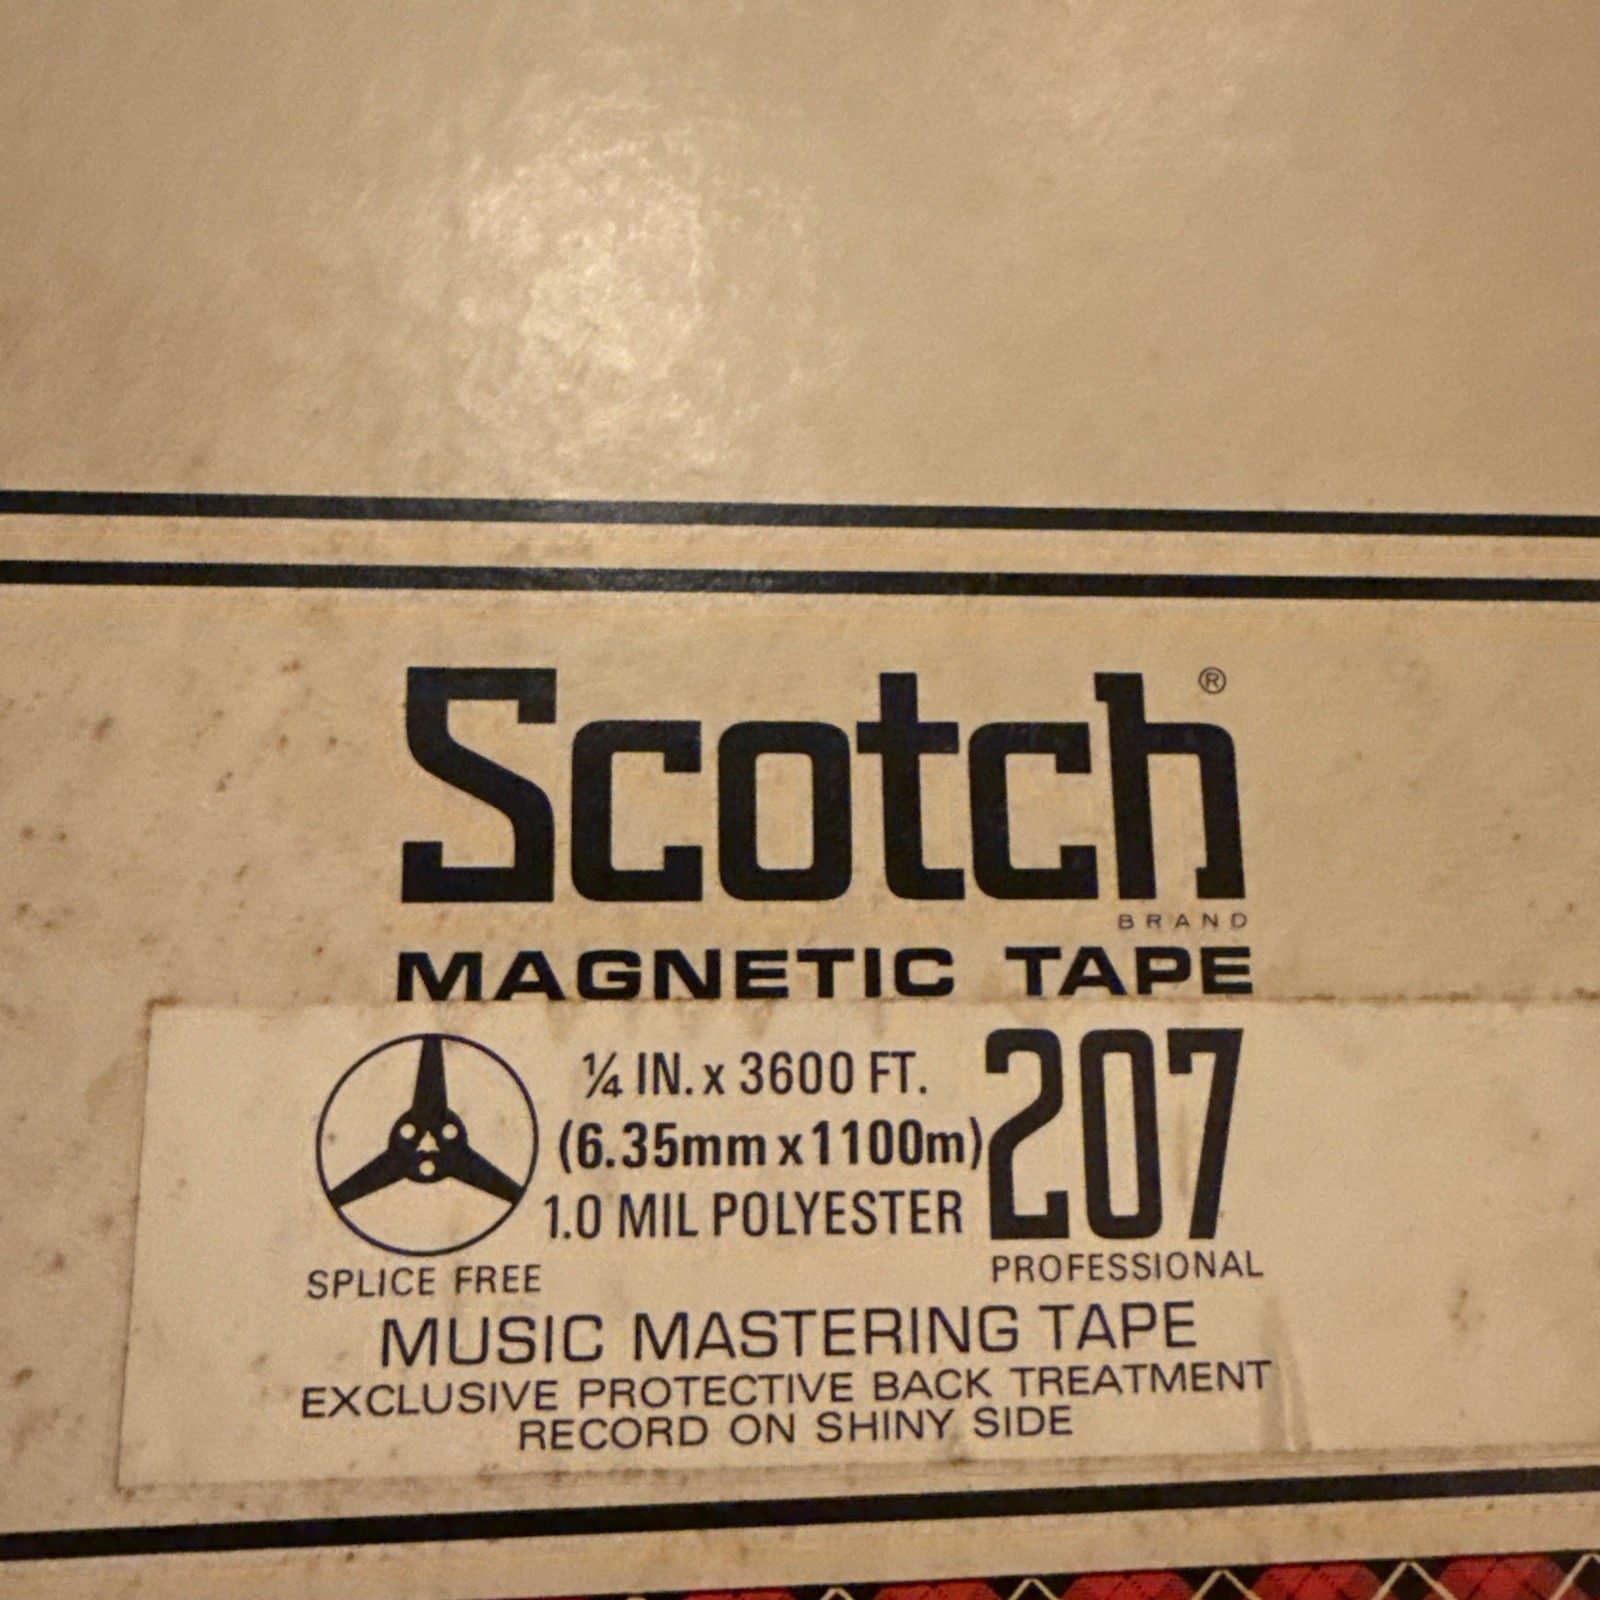 Scotch®
BRAND
MAGNETIC TAPE
¼ IN. x 3600 FT.
(6.35mm x 1100m)
1.0 MIL POLYESTER
207
PROFESSIONAL
SPLICE FREE
MUSIC MASTERING TAPE
EXCLUSIVE PROTECTIVE BACK TREATMENT
RECORD ON SHINY SIDE